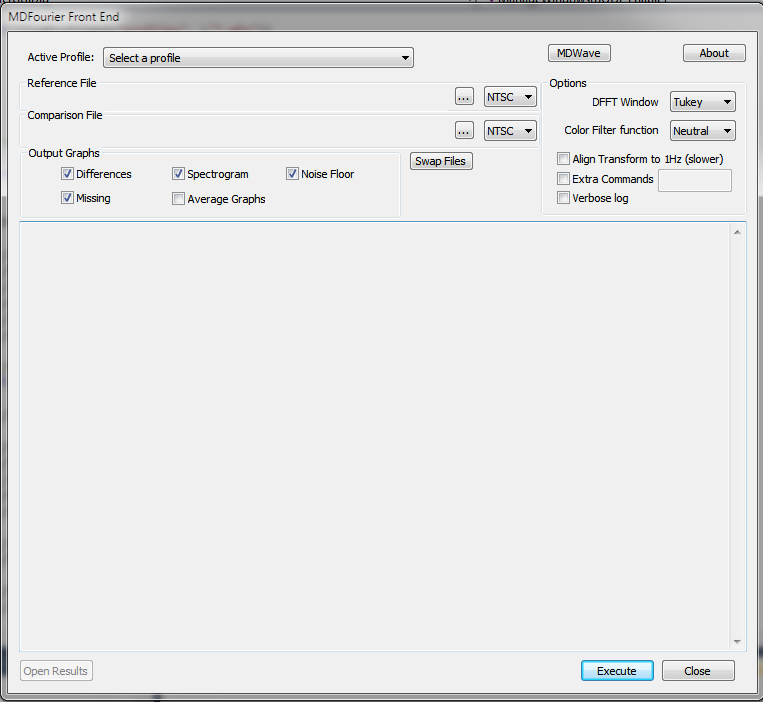 MDFourier Front End
Active Profile: Select a profile MDWave About
Reference File
... NTSC
Comparison File
... NTSC
Options
DFFT Window Tukey
Color Filter function Neutral
Align Transform to 1Hz (slower)
Extra Commands
Verbose log
Output Graphs
Differences Spectrogram Noise Floor
Missing Average Graphs
Swap Files
Open Results Execute Close